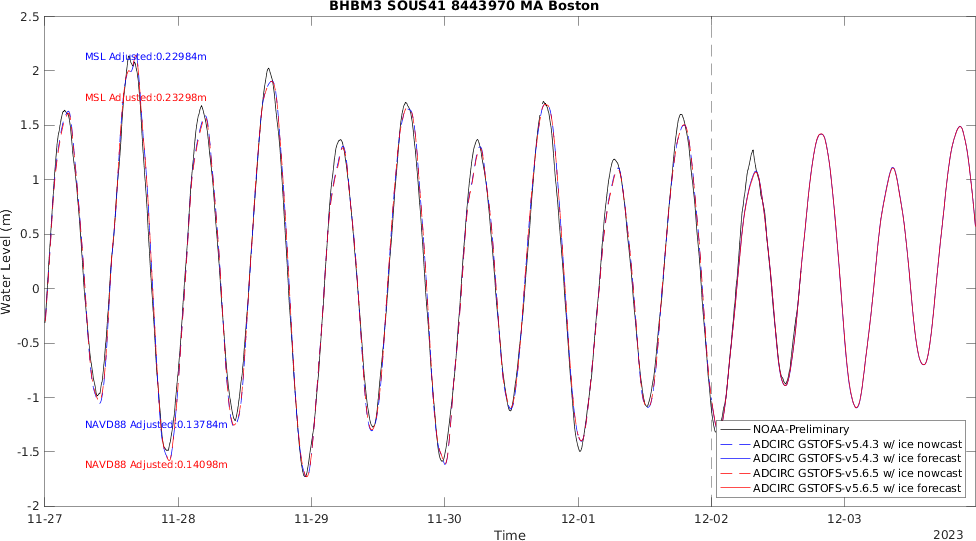 BHBM3 SOUS41 8443970 MA Boston
2.5
2
1.5
1
0.5
0
-0.5
-1
-1.5
-2
Water Level (m)
MSL Adjusted:0.22984m
MSL Adjusted:0.23298m
NAVD88 Adjusted:0.13784m
NAVD88 Adjusted:0.14098m
NOAA-Preliminary
ADCIRC GSTOFS-v5.4.3 w/ ice nowcast
ADCIRC GSTOFS-v5.4.3 w/ ice forecast
ADCIRC GSTOFS-v5.6.5 w/ ice nowcast
ADCIRC GSTOFS-v5.6.5 w/ ice forecast
11-27 11-28 11-29 11-30 12-01 12-02 12-03
Time
2023